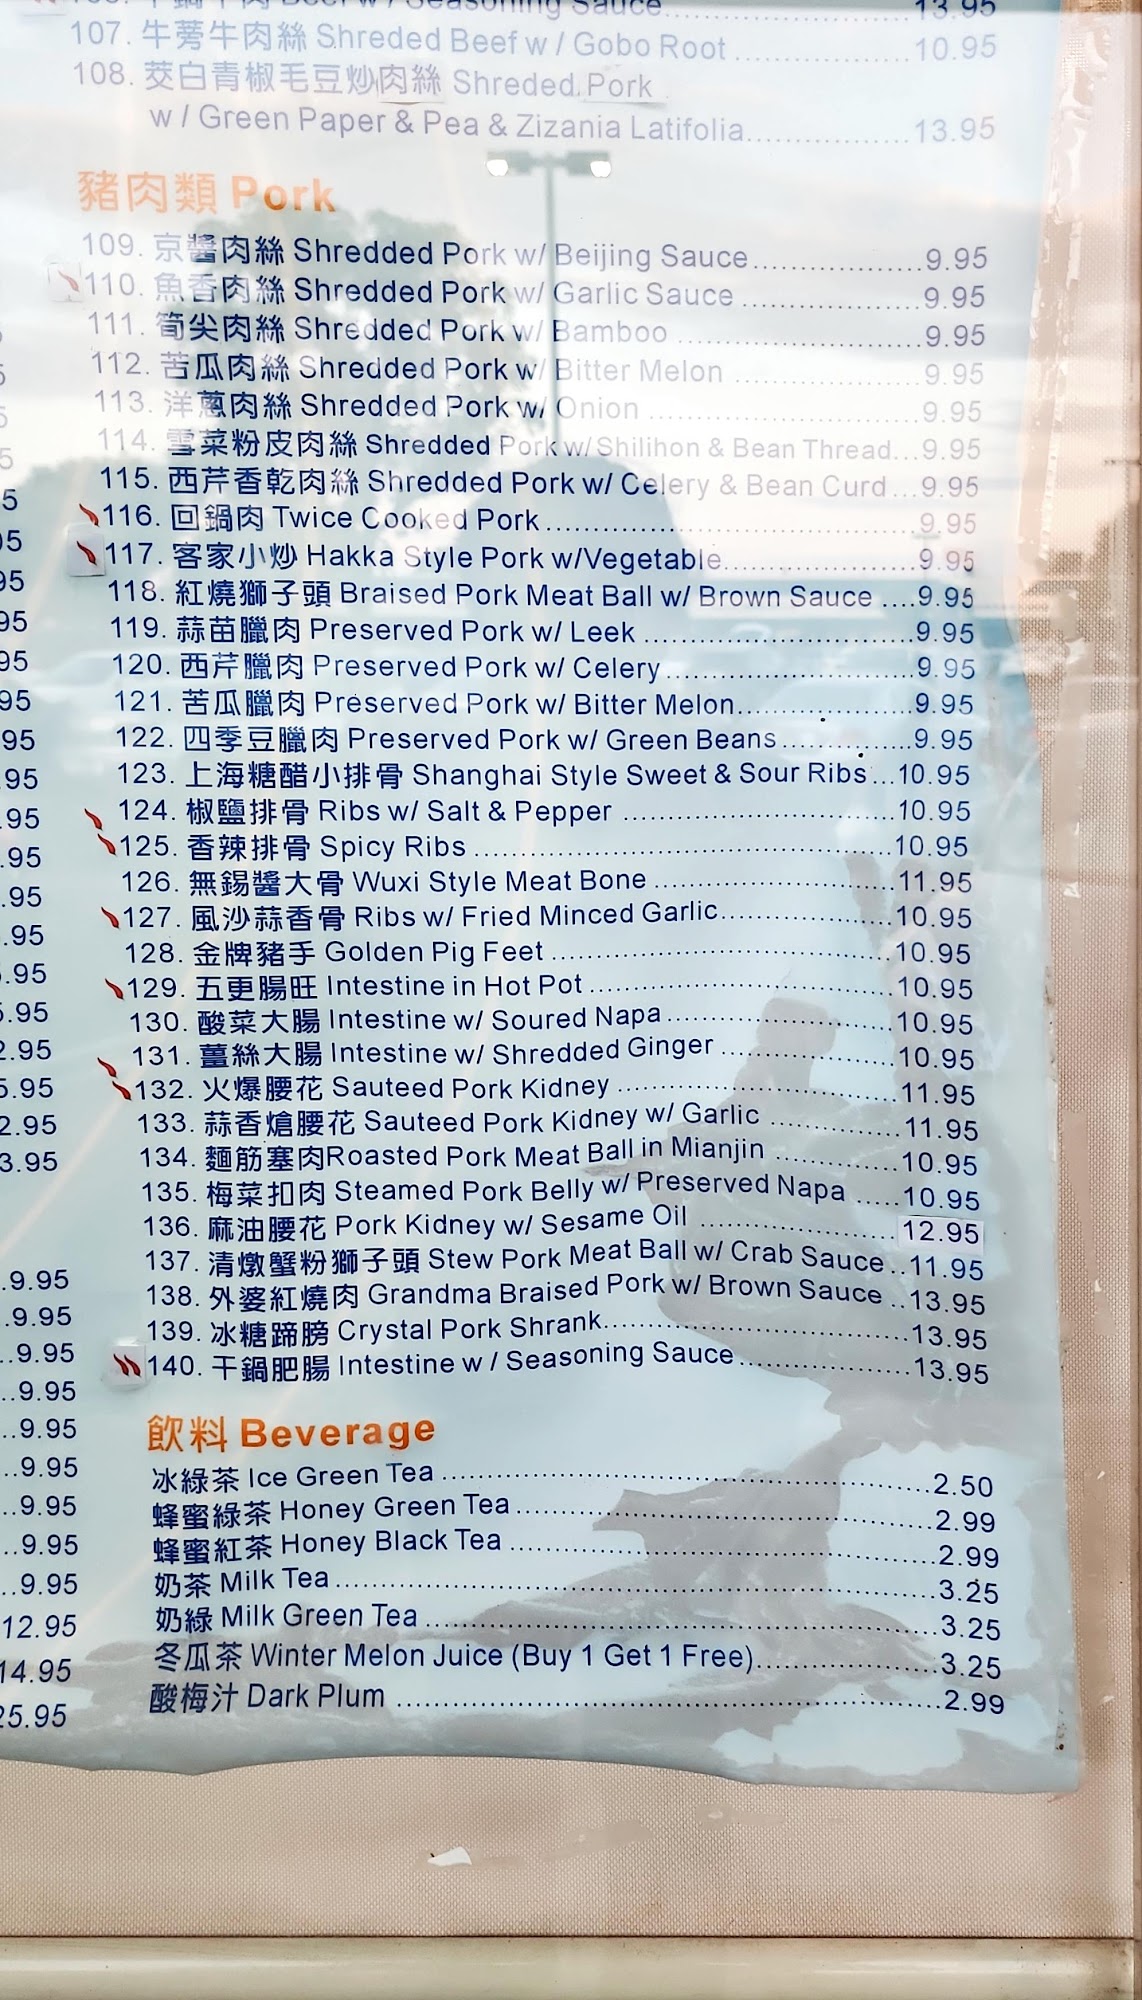 Seasoning Sauce..........13.95
107. 牛蒡牛肉絲 Shreded Beef w / Gobo Root ..........10.95
108. 茭白青椒毛豆炒肉絲 Shreded Pork
w / Green Paper & Pea & Zizania Latifolia..........13.95
豬肉類 Pork
109. 京醬肉絲 Shredded Pork w/ Beijing Sauce..........9.95
110. 魚香肉絲 Shredded Pork w/ Garlic Sauce ..........9.95
111. 筍尖肉絲 Shredded Pork w/ Bamboo ..........9.95
112. 苦瓜肉絲 Shredded Pork w/ Bitter Melon ..........9.95
113. 洋蔥肉絲 Shredded Pork w/ Onion ..........9.95
114. 雪菜粉皮肉絲 Shredded Pork w/ Shilihon & Bean Thread...9.95
115. 西芹香乾肉絲 Shredded Pork w/ Celery & Bean Curd...9.95
116. 回鍋肉 Twice Cooked Pork..........9.95
117. 客家小炒 Hakka Style Pork w/Vegetable..........9.95
118. 紅燒獅子頭 Braised Pork Meat Ball w/ Brown Sauce ....9.95
119. 蒜苗臘肉 Preserved Pork w/ Leek ..........9.95
120. 西芹臘肉 Preserved Pork w/ Celery..........9.95
121. 苦瓜臘肉 Preserved Pork w/ Bitter Melon..........9.95
122. 四季豆臘肉 Preserved Pork w/ Green Beans..........9.95
123. 上海糖醋小排骨 Shanghai Style Sweet & Sour Ribs...10.95
124. 椒鹽排骨 Ribs w/ Salt & Pepper ..........10.95
125. 香辣排骨 Spicy Ribs ..........10.95
126. 無錫醬大骨 Wuxi Style Meat Bone ..........11.95
127. 風沙蒜香骨 Ribs w/ Fried Minced Garlic..........10.95
128. 金牌豬手 Golden Pig Feet ..........10.95
129. 五更腸旺 Intestine in Hot Pot ..........10.95
130. 酸菜大腸 Intestine w/ Soured Napa..........10.95
131. 薑絲大腸 Intestine w/ Shredded Ginger ..........10.95
132. 火爆腰花 Sauteed Pork Kidney ..........11.95
133. 蒜香熗腰花 Sauteed Pork Kidney w/ Garlic ..........11.95
134. 麵筋塞肉Roasted Pork Meat Ball in Mianjin ..........10.95
135. 梅菜扣肉 Steamed Pork Belly w/ Preserved Napa .....10.95
136. 麻油腰花 Pork Kidney w/ Sesame Oil ..........12.95
137. 清燉蟹粉獅子頭 Stew Pork Meat Ball w/ Crab Sauce..11.95
138. 外婆紅燒肉 Grandma Braised Pork w/ Brown Sauce ..13.95
139. 冰糖蹄膀 Crystal Pork Shrank..........13.95
140. 干鍋肥腸 Intestine w / Seasoning Sauce..........13.95
飲料 Beverage
冰綠茶 Ice Green Tea ..........2.50
蜂蜜綠茶 Honey Green Tea..........2.99
蜂蜜紅茶 Honey Black Tea ..........2.99
奶茶 Milk Tea..........3.25
奶綠 Milk Green Tea ..........3.25
冬瓜茶 Winter Melon Juice (Buy 1 Get 1 Free)..........3.25
酸梅汁 Dark Plum ..........2.99